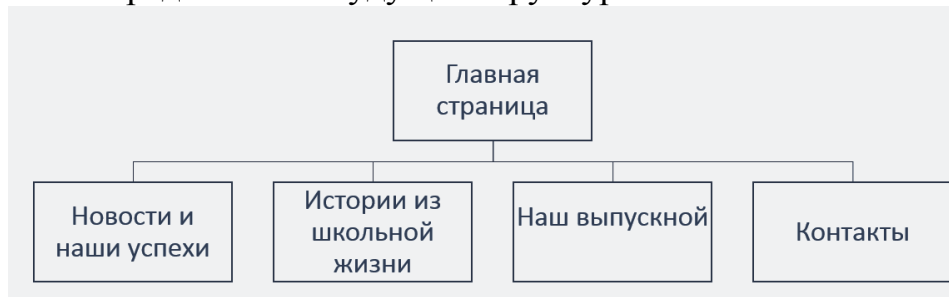 Главная
страница
Новости и
наши успехи
Истории из
школьной
жизни
Наш выпускной
Контакты